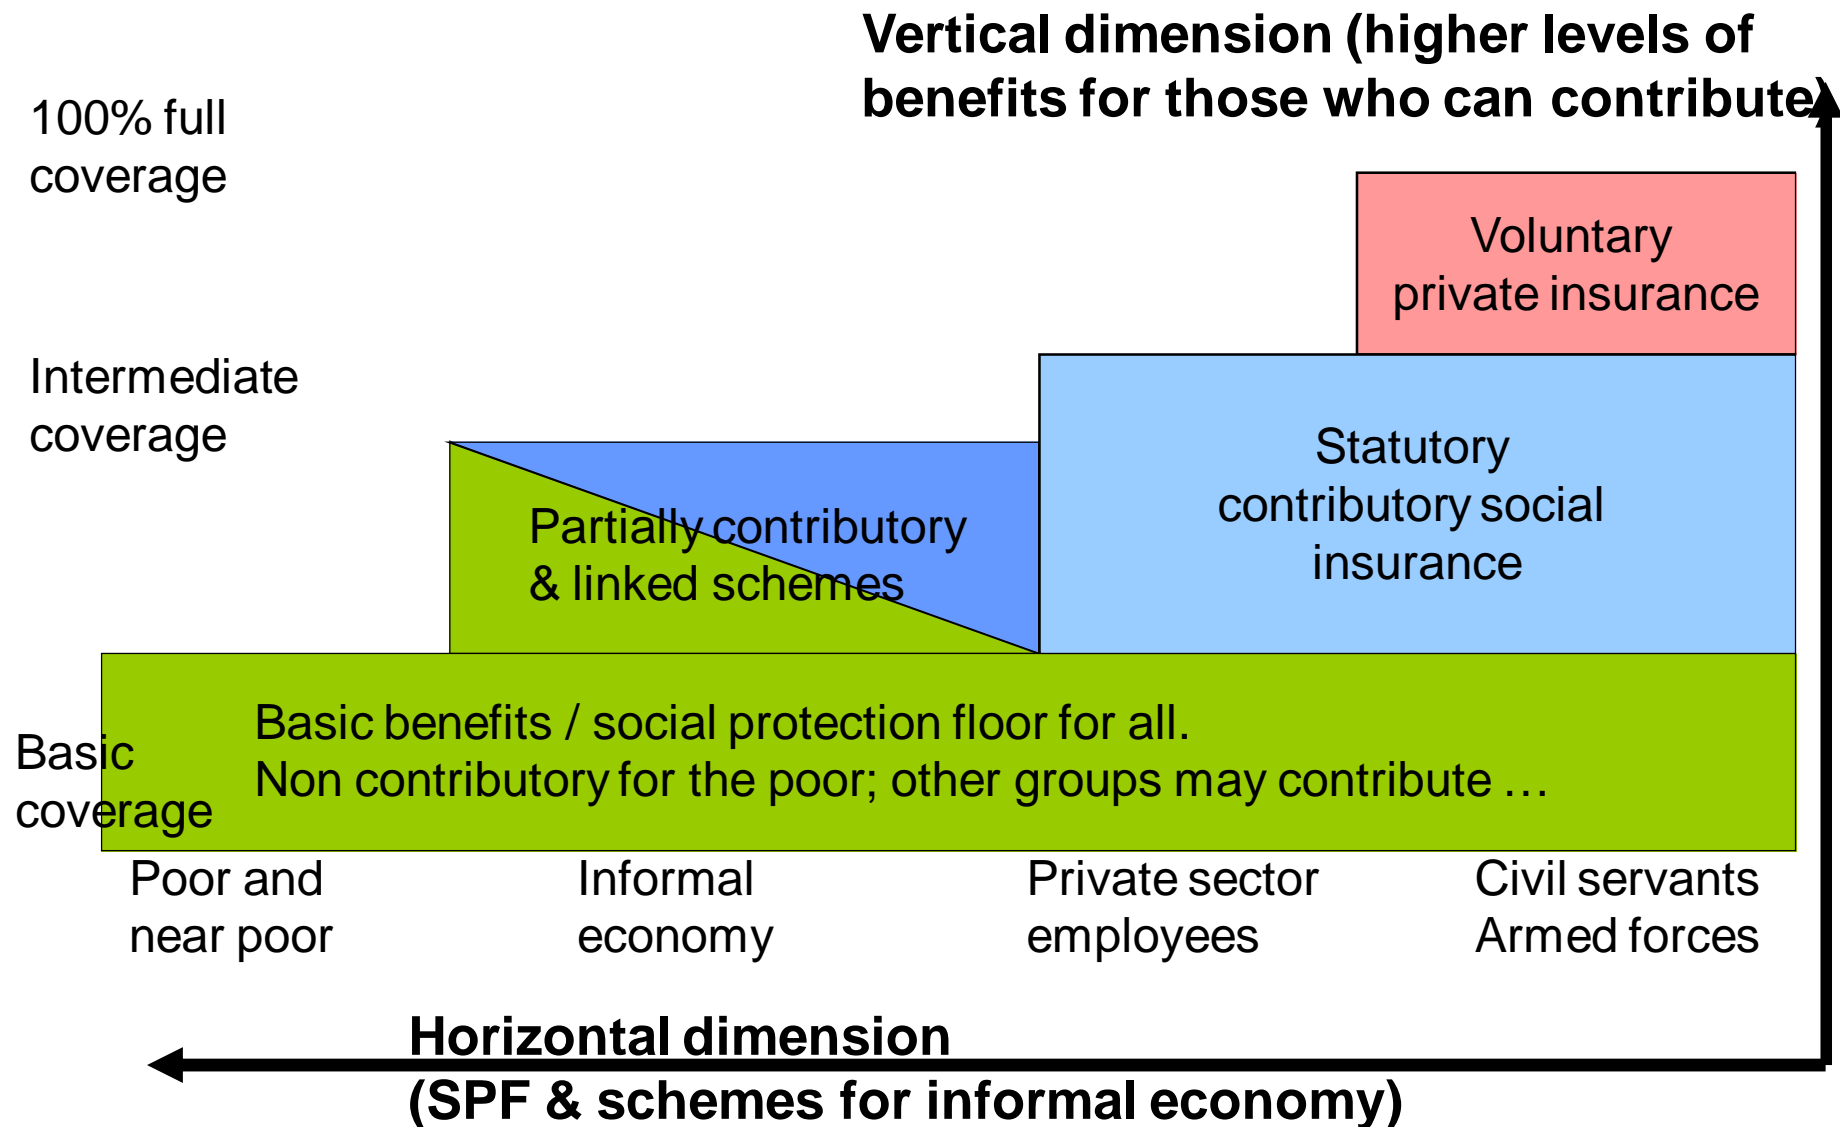 Vertical dimension (higher levels of
benefits for those who can contribute)
100% full
coverage
Voluntary
private insurance
Intermediate
coverage
Statutory
contributory social
insurance
Partially contributory
& linked schemes
Basic benefits / social protection floor for all.
Non contributory for the poor; other groups may contribute …
Basic
coverage
Poor and
near poor
Informal
economy
Private sector
employees
Civil servants
Armed forces
Horizontal dimension
(SPF & schemes for informal economy)